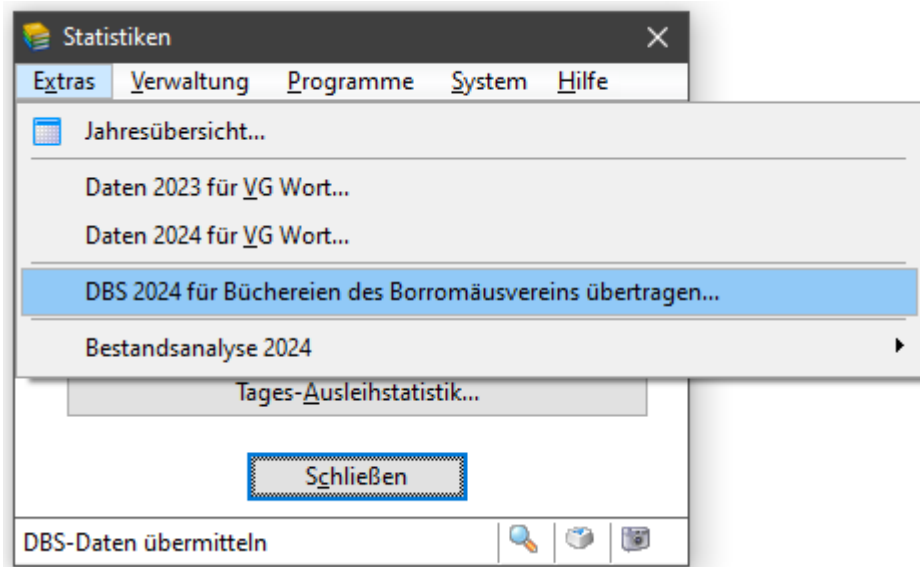 Statistiken
Extras Verwaltung Programme System Hilfe
Jahresübersicht...
Daten 2023 für VG Wort...
Daten 2024 für VG Wort...
DBS 2024 für Büchereien des Borromäusvereins übertragen...
Bestandsanalyse 2024
Tages-Ausleihstatistik...
Schließen
DBS-Daten übermitteln